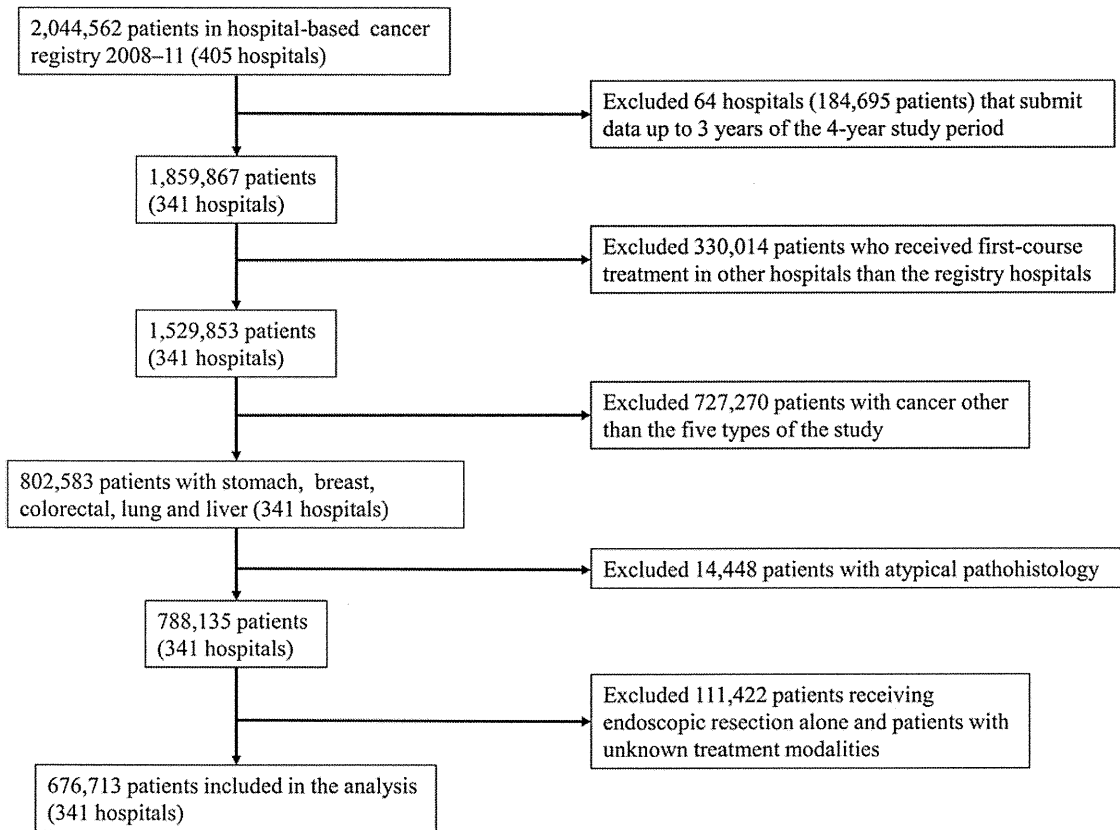 2,044,562 patients in hospital-based cancer
registry 2008–11 (405 hospitals)
Excluded 64 hospitals (184,695 patients) that submit
data up to 3 years of the 4-year study period
1,859,867 patients
(341 hospitals)
Excluded 330,014 patients who received first-course
treatment in other hospitals than the registry hospitals
1,529,853 patients
(341 hospitals)
Excluded 727,270 patients with cancer other
than the five types of the study
802,583 patients with stomach, breast,
colorectal, lung and liver (341 hospitals)
Excluded 14,448 patients with atypical pathohistology
788,135 patients
(341 hospitals)
Excluded 111,422 patients receiving
endoscopic resection alone and patients with
unknown treatment modalities
676,713 patients included in the analysis
(341 hospitals)